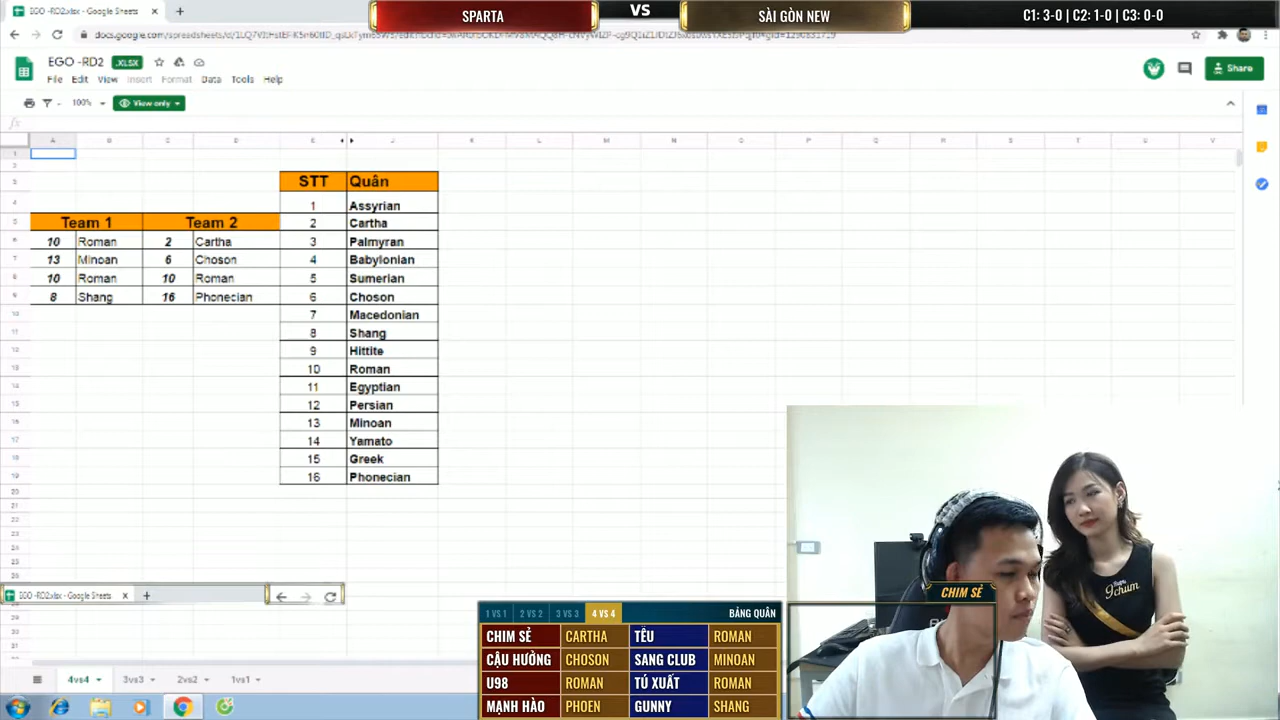 EGO -RD2.xlsx - Google Sheets
SPARTA VS SÀI GÒN NEW
C1: 3-0 | C2: 1-0 | C3: 0-0
EGO -RD2 .XLSX
File Edit View Insert Format Data Tools Help
Share
100% View only
STT Quân
1 Assyrian
Team 1 Team 2 2 Cartha
10 Roman 2 Cartha 3 Palmyran
13 Minoan 6 Choson 4 Babylonian
10 Roman 10 Roman 5 Sumerian
8 Shang 16 Phonecian 6 Choson
7 Macedonian
8 Shang
9 Hittite
10 Roman
11 Egyptian
12 Persian
13 Minoan
14 Yamato
15 Greek
16 Phonecian
EGO -RD2.xlsx - Google Sheets
4vs4 3vs3 2vs2 1vs1
1 VS 1 2 VS 2 3 VS 3 4 VS 4 BẢNG QUÂN
CHIM SẺ CARTHA TÊU ROMAN
CẬU HƯỞNG CHOSON SANG CLUB MINOAN
U98 ROMAN TÚ XUẤT ROMAN
MẠNH HÀO PHOEN GUNNY SHANG
CHIM SẺ